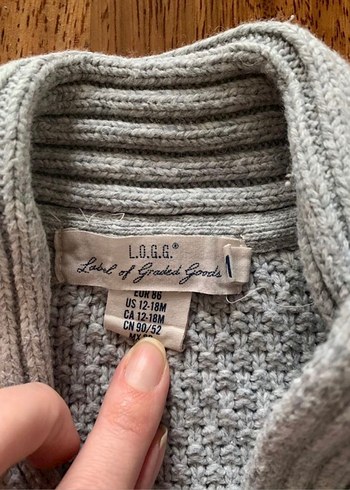 L.O.G.G.®
Label of Graded Goods
EUR 86
US 12-18M
CA 12-18M
CN 90/52